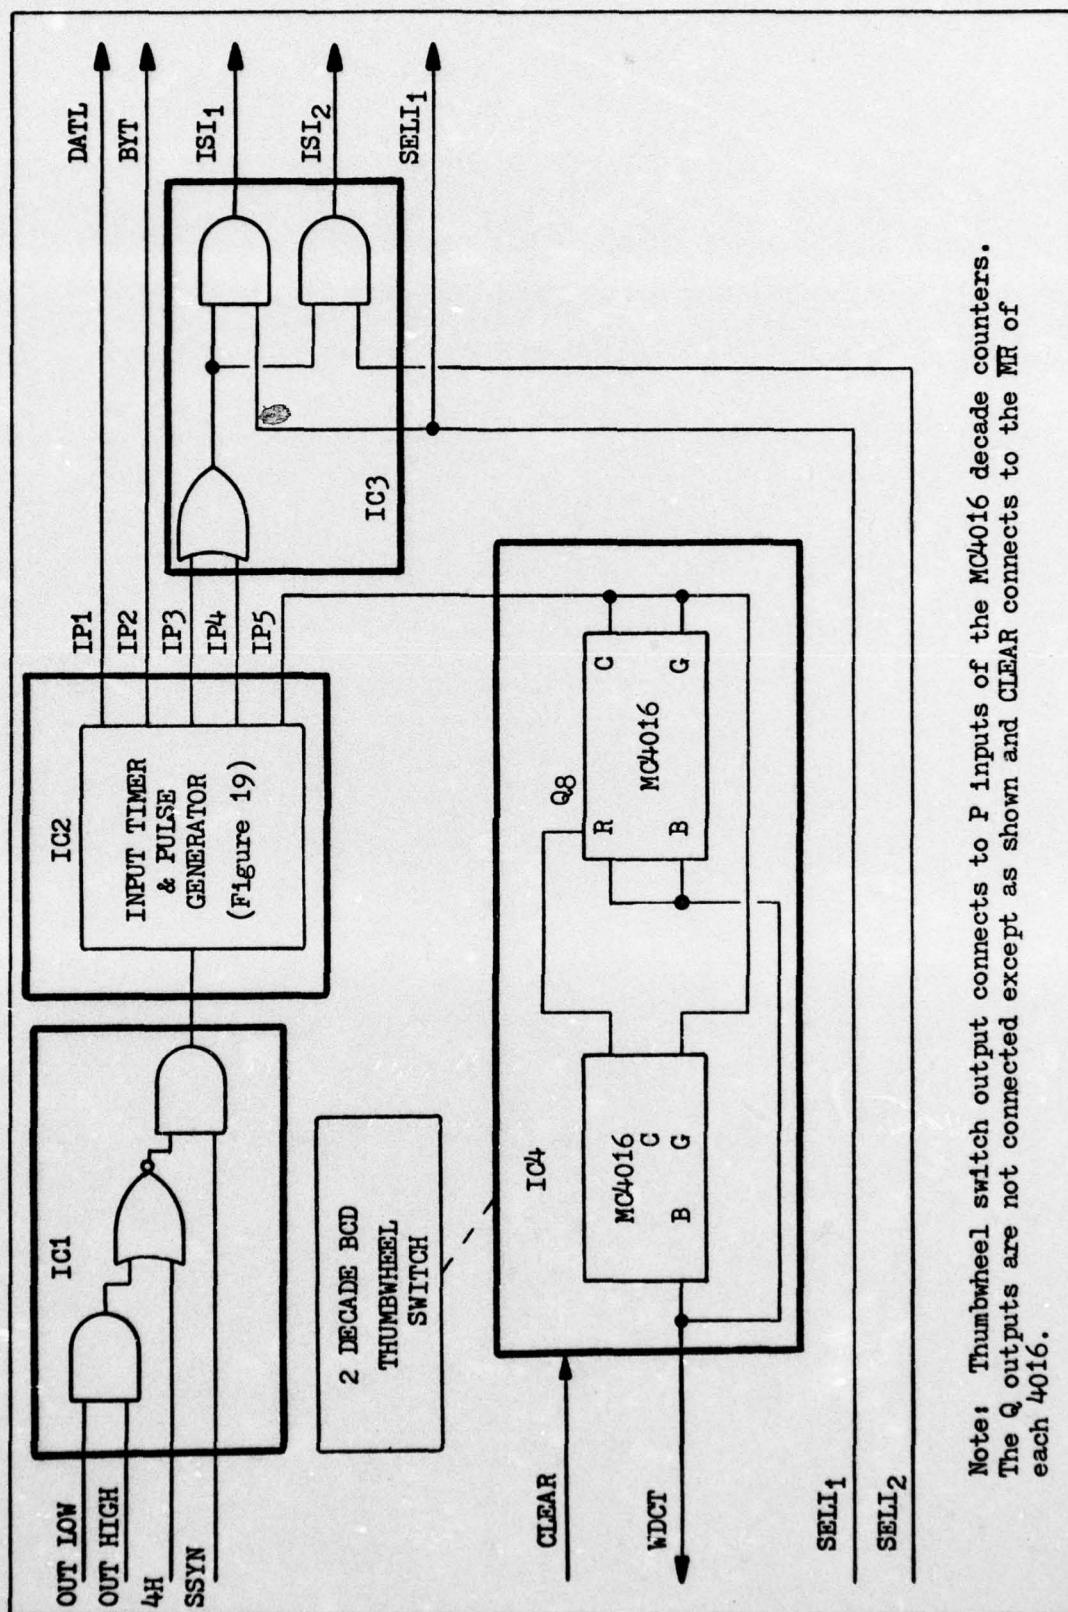 OUT LOW
OUT HIGH
4H
SSYN
IC1
IC2
INPUT TIMER
& PULSE
GENERATOR
(Figure 19)
IP1
IP2
IP3
IP4
IP5
IC3
DATL
BYT
ISI1
ISI2
SELI1
2 DECADE BCD
THUMBWHEEL
SWITCH
IC4
MC4016
C
B G
Q8
R C
MC4016
B G
CLEAR
WDCT
SELI1
SELI2
Note: Thumbwheel switch output connects to P inputs of the MC4016 decade counters.
The Q outputs are not connected except as shown and CLEAR connects to the M̅R̅ of
each 4016.